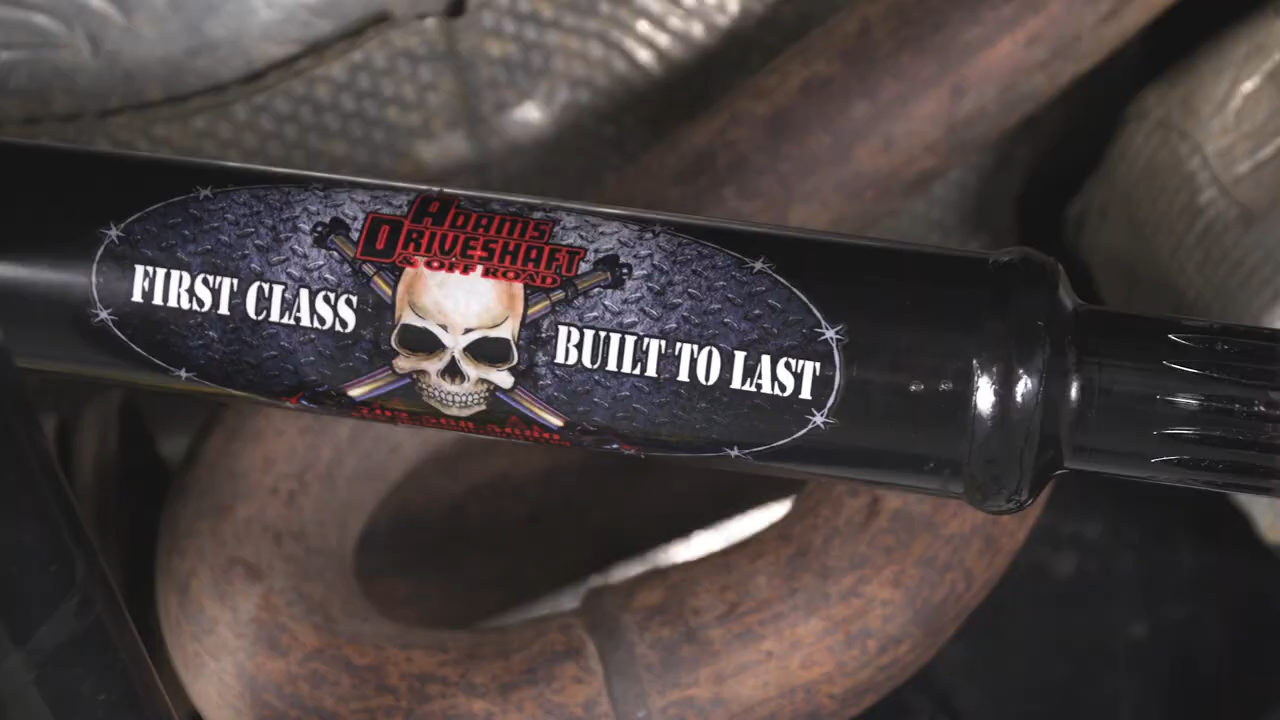 ADAMS
DRIVESHAFT
& OFF ROAD
FIRST CLASS
BUILT TO LAST